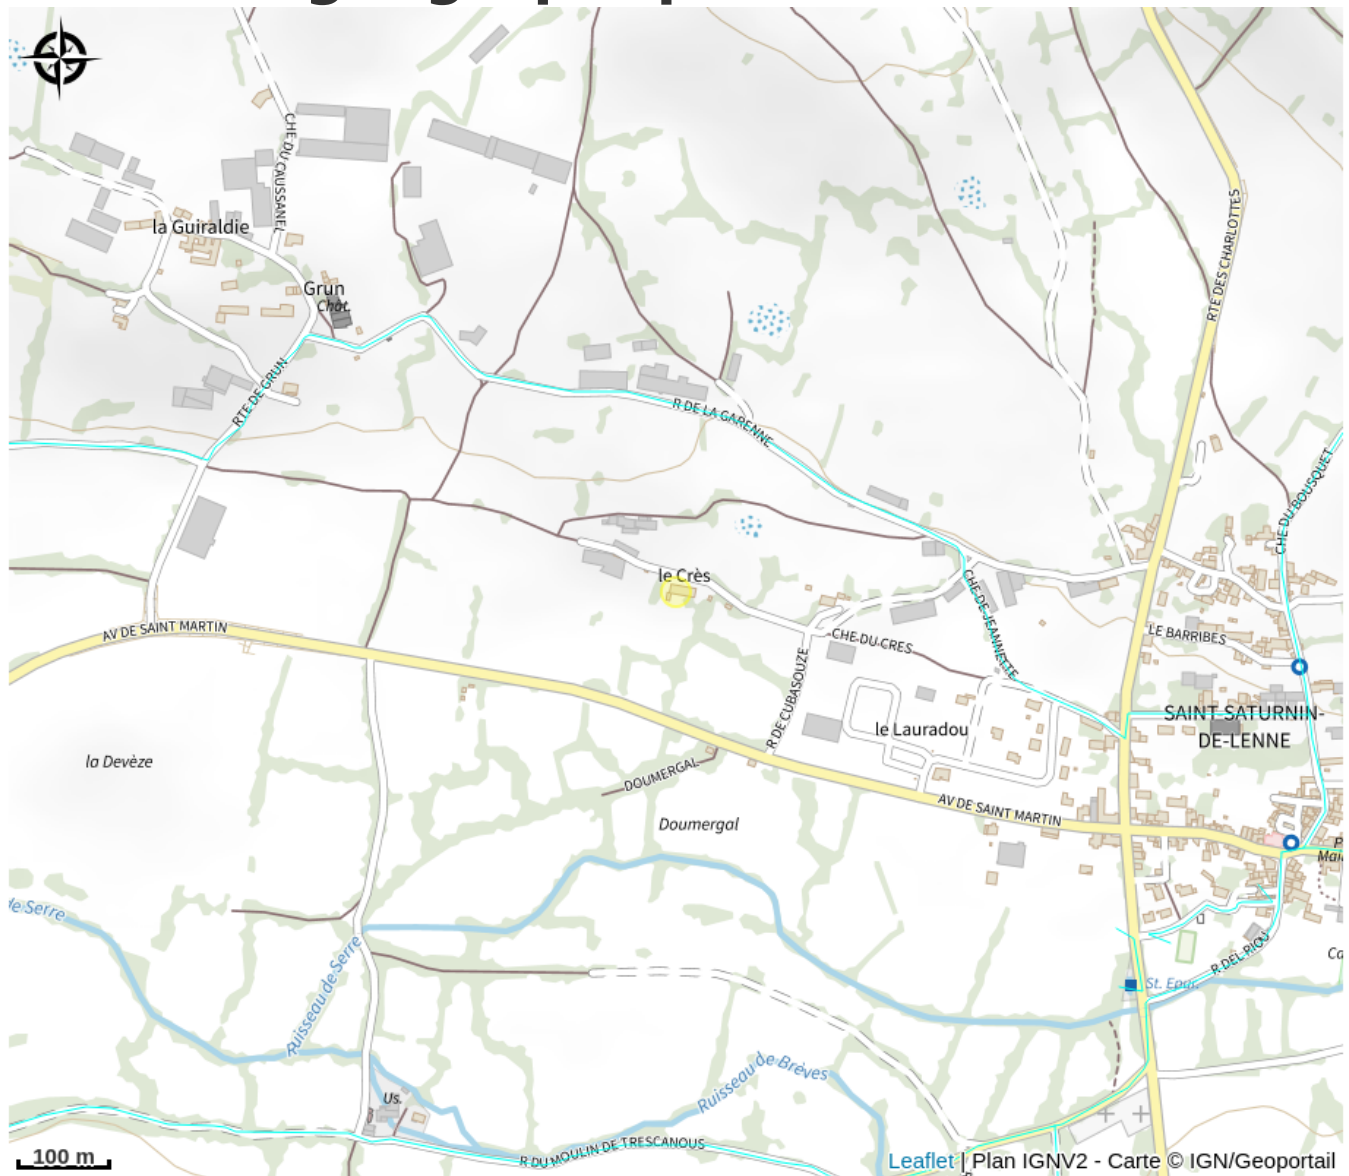 CHE DU CAUSSANEL
la Guiraldie
Grun
Chât.
RTE DES CHARLOTTES
RTE DE GRUN
R DE LA GARENNE
CHE DU BOUSQUET
le Crès
CHE DE JEANNETTE
AV DE SAINT MARTIN
CHE DU CRES
LE BARRIBES
R DE CUBASOUZE
SAINT SATURNIN-
DE-LENNE
le Lauradou
la Devèze
DOUMERGAL
AV DE SAINT MARTIN
Doumergal
de Serre
Ruisseau de Serre
R DEL RIOU
St. Epur.
Ruisseau de Brèves
Us.
R DU MOULIN DE TRESCANOUS
100 m
Leaflet | Plan IGNV2 - Carte © IGN/Geoportail